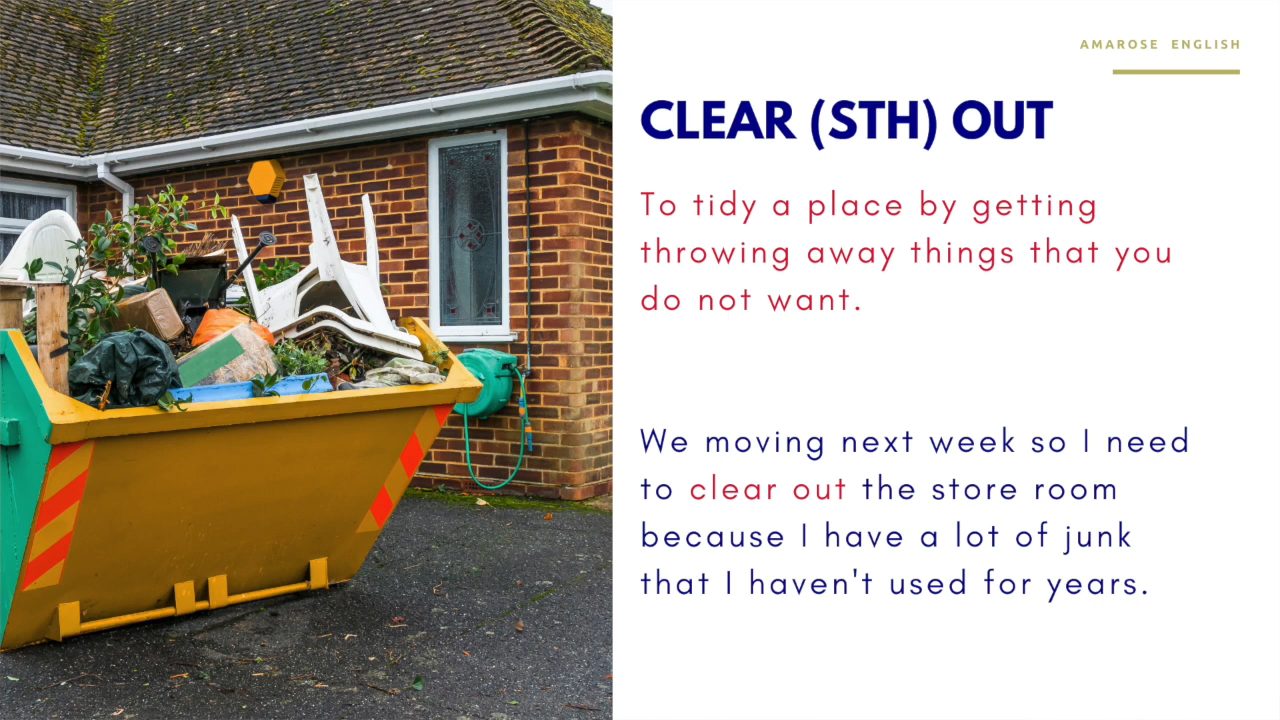 AMAROSE ENGLISH
CLEAR (STH) OUT
To tidy a place by getting
throwing away things that you
do not want.
We moving next week so I need
to clear out the store room
because I have a lot of junk
that I haven't used for years.